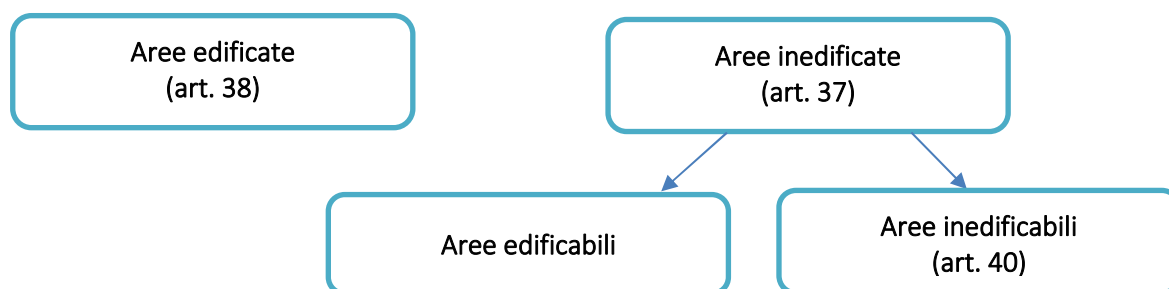 Aree edificate
(art. 38)
Aree inedificate
(art. 37)
Aree edificabili
Aree inedificabili
(art. 40)